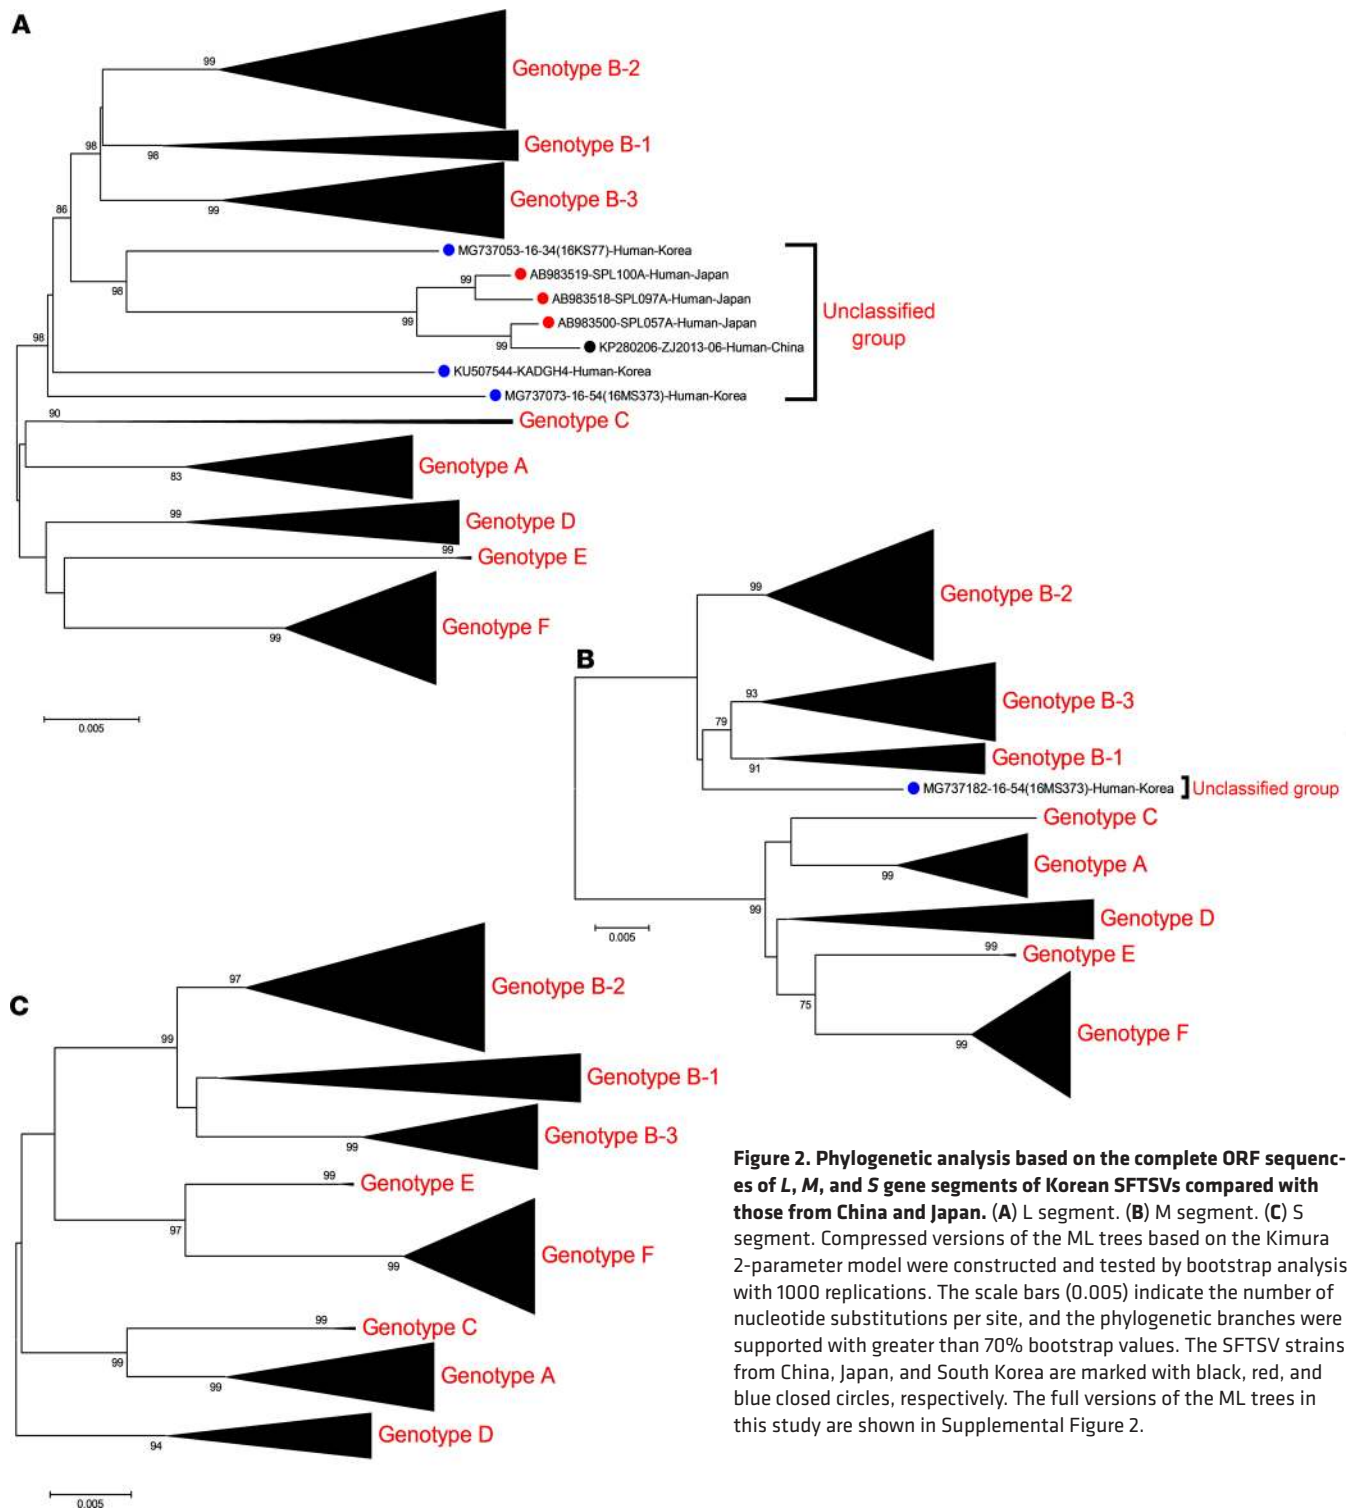 A
99
Genotype B-2
98
98
Genotype B-1
99
Genotype B-3
86
MG737053-16-34(16KS77)-Human-Korea
99
AB983519-SPL100A-Human-Japan
98
AB983518-SPL097A-Human-Japan
99
AB983500-SPL057A-Human-Japan
99
KP280206-ZJ2013-06-Human-China
98
KU507544-KADGH4-Human-Korea
MG737073-16-54(16MS373)-Human-Korea
Unclassified
group
90
Genotype C
83
Genotype A
99
Genotype D
99
Genotype E
99
Genotype F
0.005
B
99
Genotype B-2
93
Genotype B-3
79
91
Genotype B-1
MG737182-16-54(16MS373)-Human-Korea
Unclassified group
Genotype C
99
Genotype A
99
Genotype D
99
Genotype E
75
99
Genotype F
0.005
C
97
Genotype B-2
99
Genotype B-1
99
Genotype B-3
99
Genotype E
97
99
Genotype F
99
Genotype C
99
99
Genotype A
94
Genotype D
0.005
Figure 2. Phylogenetic analysis based on the complete ORF sequenc-
es of L, M, and S gene segments of Korean SFTSVs compared with
those from China and Japan. (A) L segment. (B) M segment. (C) S
segment. Compressed versions of the ML trees based on the Kimura
2-parameter model were constructed and tested by bootstrap analysis
with 1000 replications. The scale bars (0.005) indicate the number of
nucleotide substitutions per site, and the phylogenetic branches were
supported with greater than 70% bootstrap values. The SFTSV strains
from China, Japan, and South Korea are marked with black, red, and
blue closed circles, respectively. The full versions of the ML trees in
this study are shown in Supplemental Figure 2.